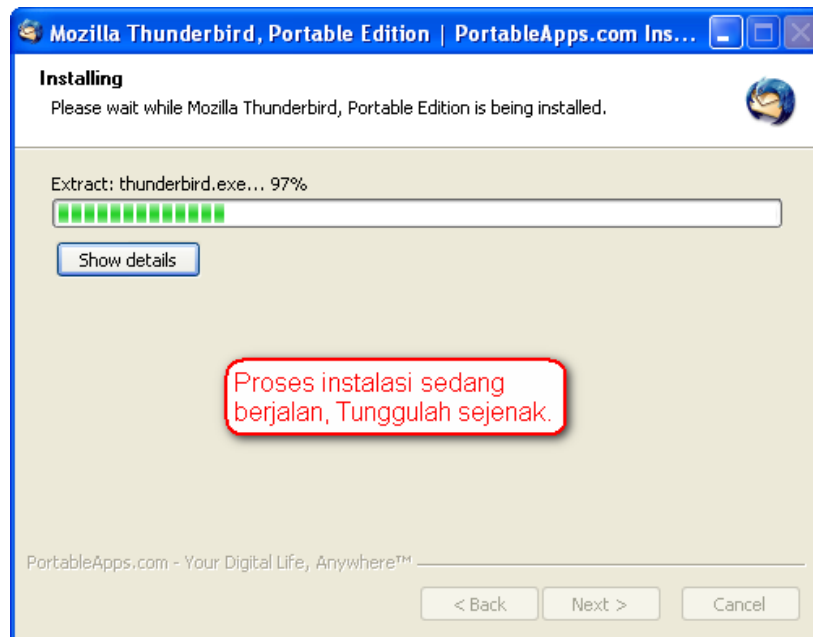 Mozilla Thunderbird, Portable Edition | PortableApps.com Ins...
Installing
Please wait while Mozilla Thunderbird, Portable Edition is being installed.
Extract: thunderbird.exe... 97%
Show details
Proses instalasi sedang
berjalan, Tunggulah sejenak.
PortableApps.com - Your Digital Life, Anywhere™
< Back
Next >
Cancel